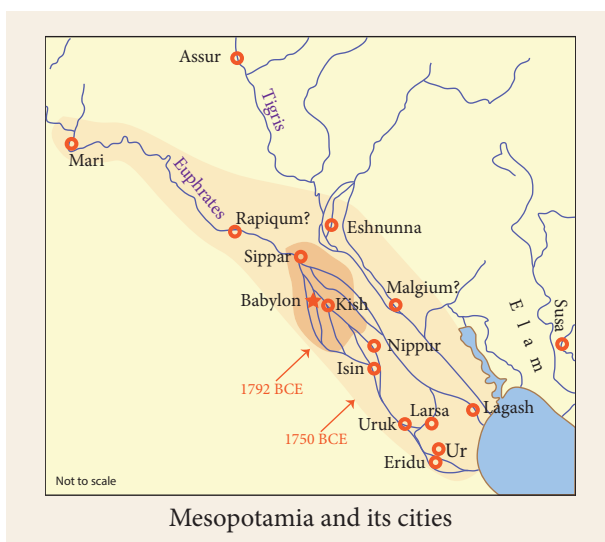 Assur
Tigris
Mari
Euphrates
Rapiqum?
Eshnunna
Sippar
Malgium?
Babylon
Kish
Elam
Susa
Nippur
Isin
1792 BCE
Larsa
Lagash
Uruk
1750 BCE
Ur
Eridu
Not to scale
Mesopotamia and its cities